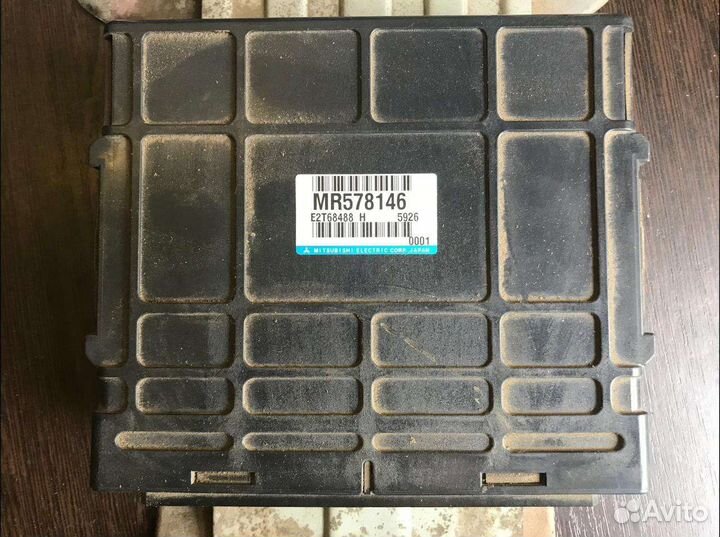 MR578146
E2T68488 H 5926
0001
MITSUBISHI ELECTRIC CORP. JAPAN
Avito